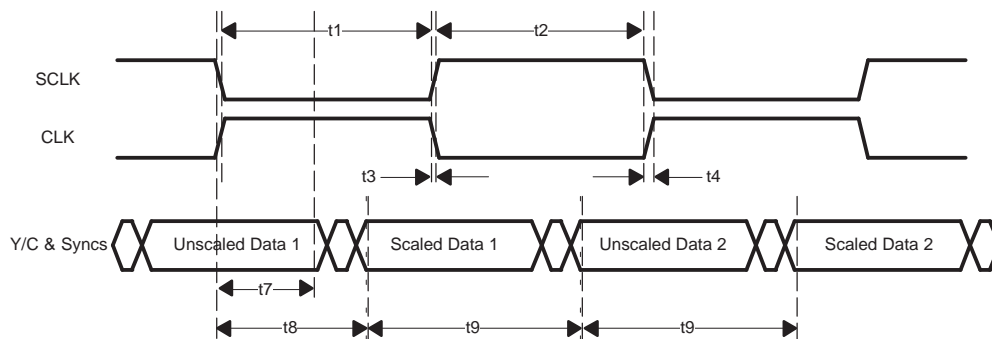 t1
t2
SCLK
CLK
t3
t4
Y/C & Syncs
Unscaled Data 1
Scaled Data 1
Unscaled Data 2
Scaled Data 2
t7
t8
t9
t9